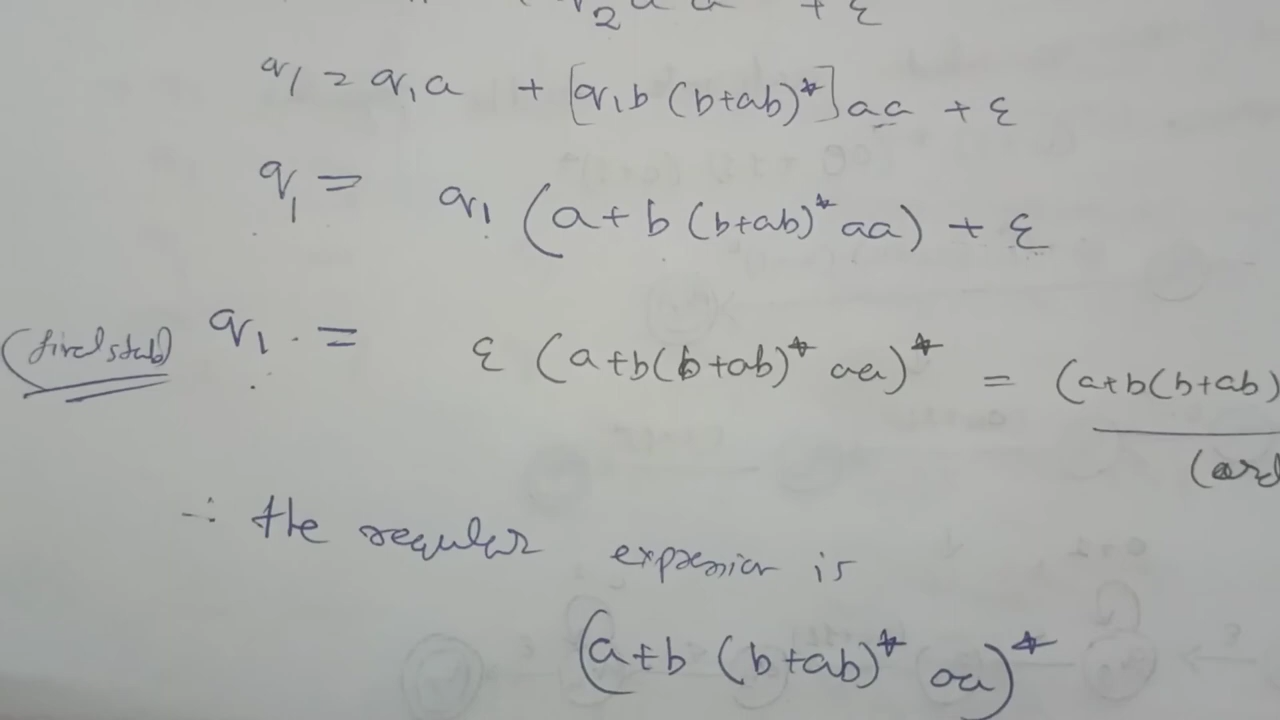 2 a a + ε
q1 = q1a + [q1b (b+ab)*] aa + ε
q1 = q1 (a+b (b+ab)* aa) + ε
(final state) q1 = ε (a+b(b+ab)* aa)* = (a+b(b+ab)
∴ the regular expression is
(a+b (b+ab)* aa)*